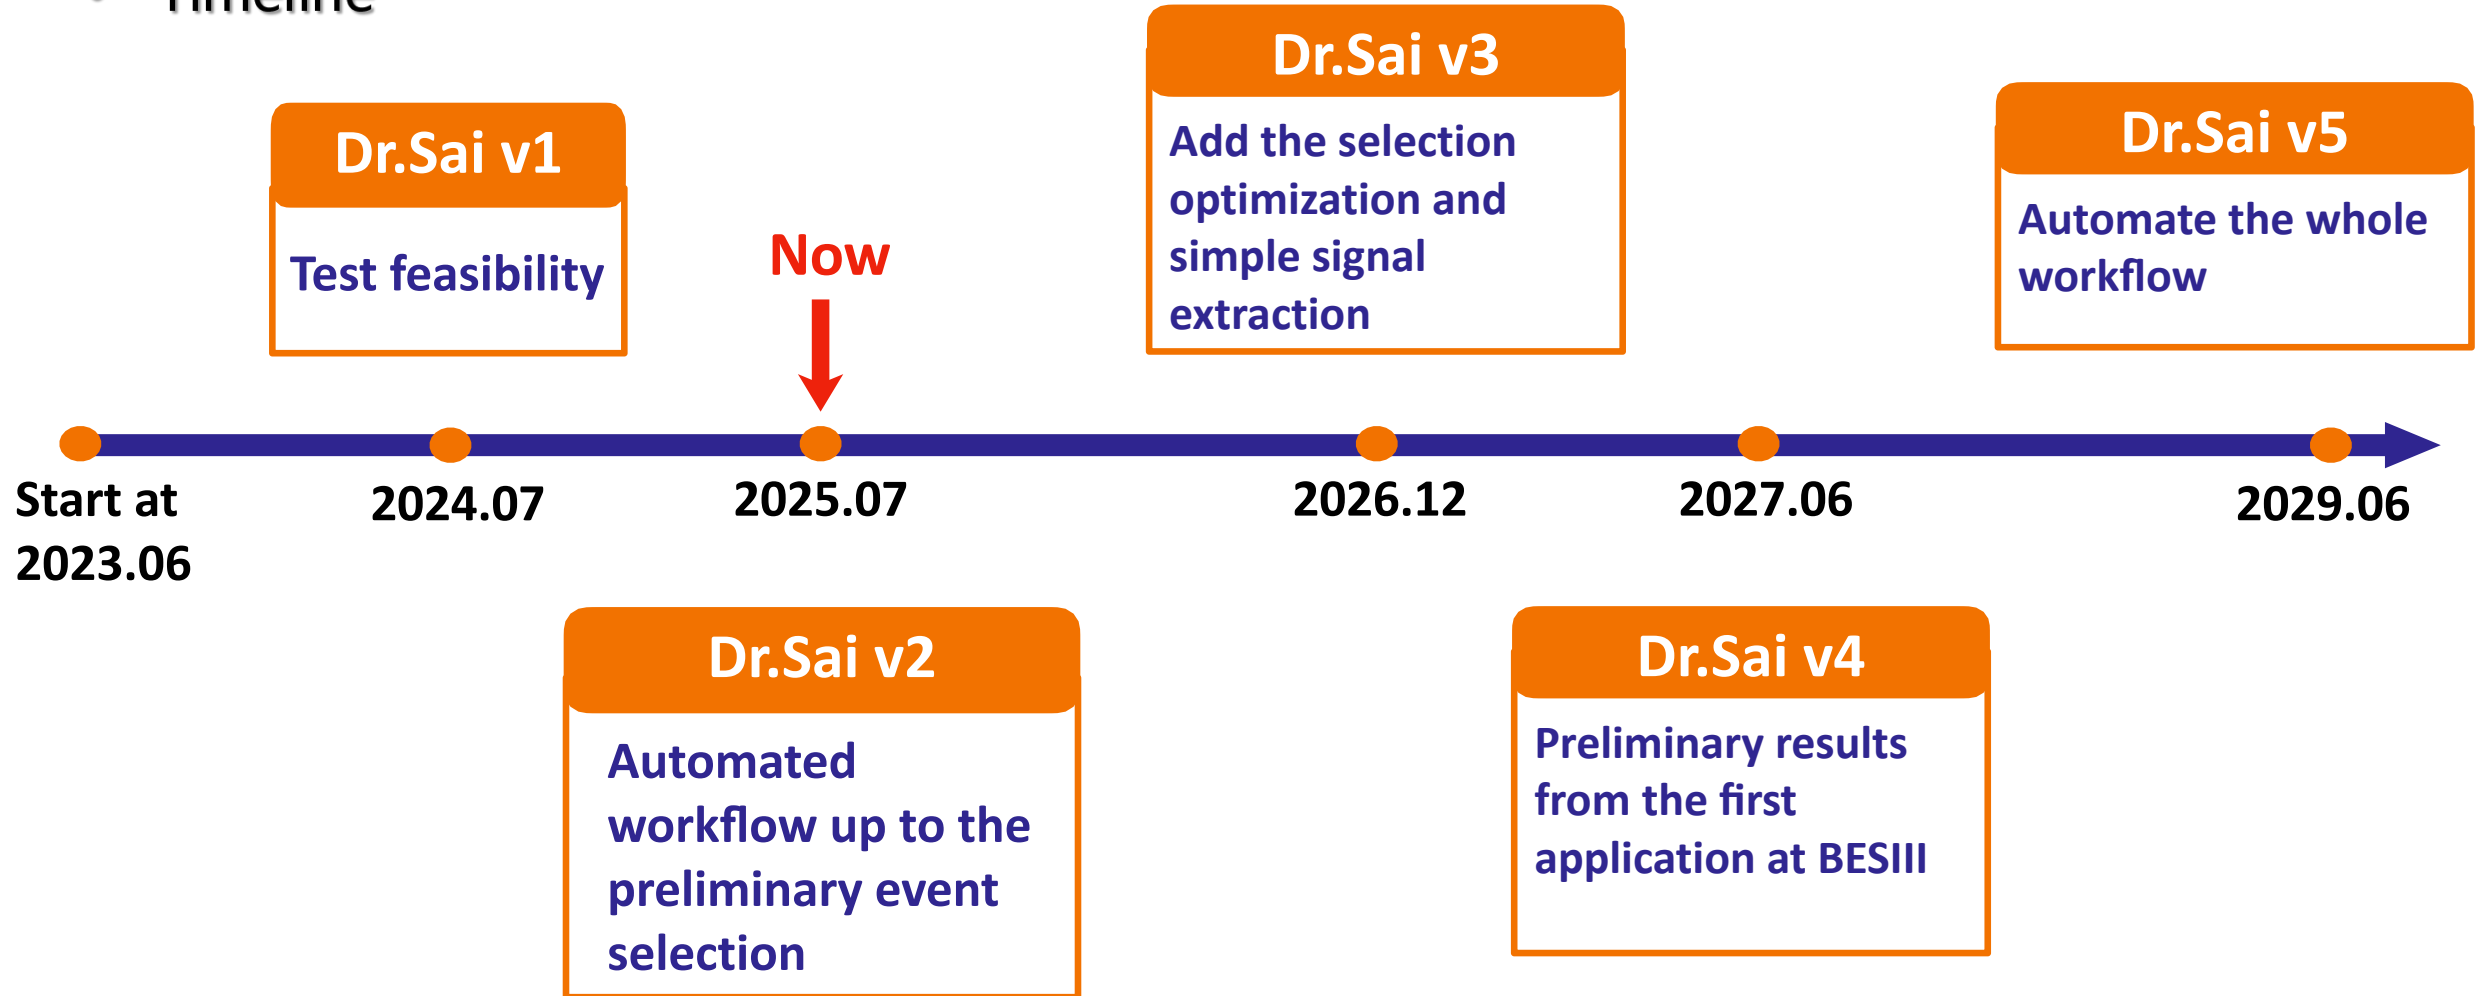 Timeline
Dr.Sai v1
Test feasibility
Now
Dr.Sai v3
Add the selection
optimization and
simple signal
extraction
Dr.Sai v5
Automate the whole
workflow
Start at
2023.06
2024.07
2025.07
2026.12
2027.06
2029.06
Dr.Sai v2
Automated
workflow up to the
preliminary event
selection
Dr.Sai v4
Preliminary results
from the first
application at BESIII